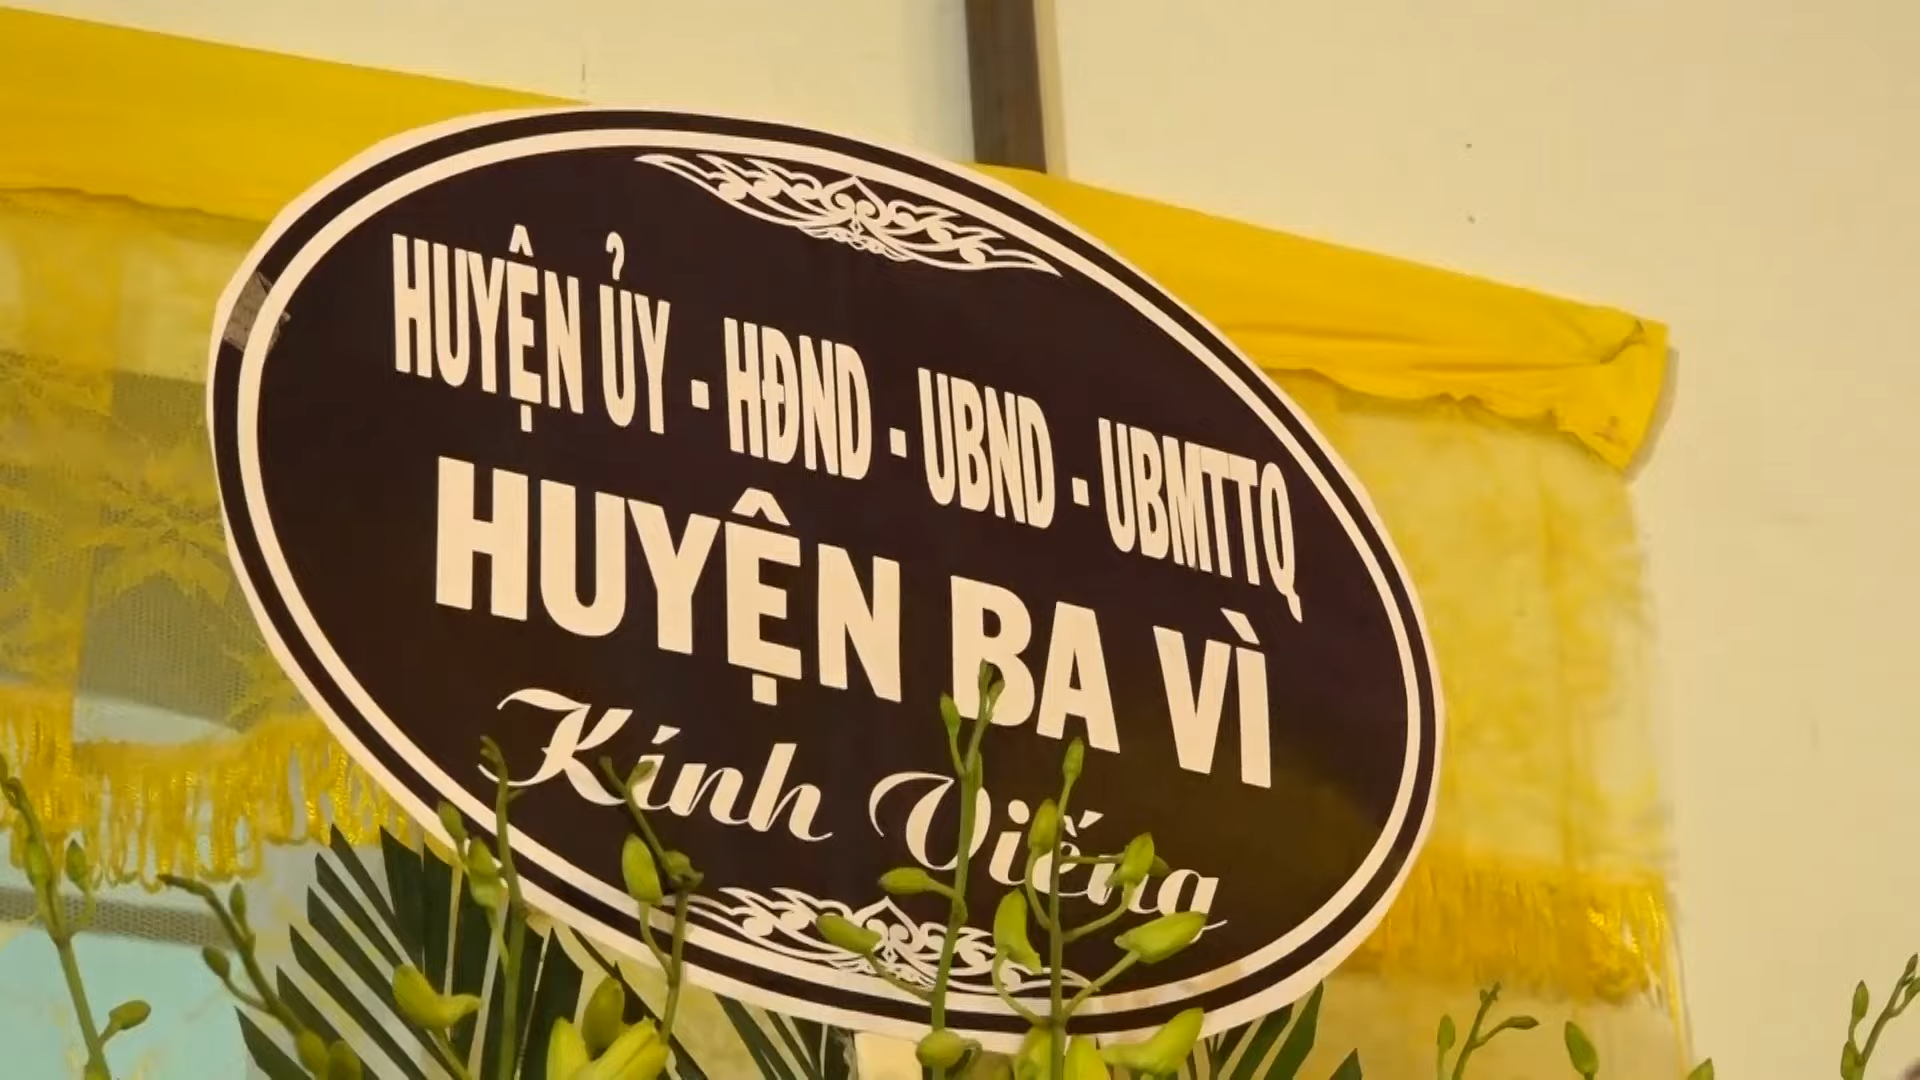 HUYỆN ỦY - HĐND - UBND - UBMTTQ
HUYỆN BA VÌ
Kính Viếng